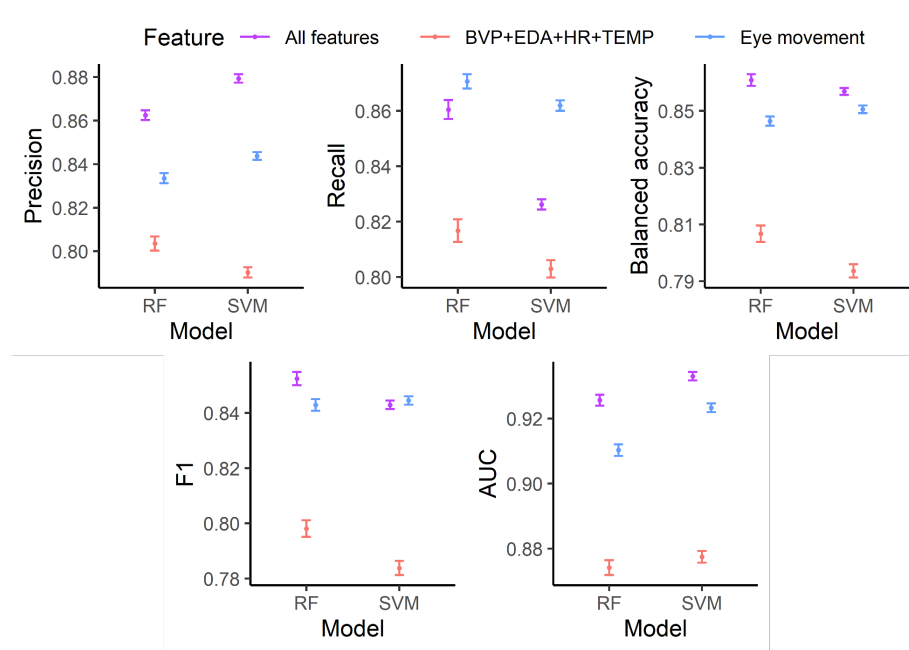 Feature All features BVP+EDA+HR+TEMP Eye movement
Precision
0.88
0.86
0.84
0.82
0.80
RF SVM
Model
Recall
0.86
0.84
0.82
0.80
RF SVM
Model
Balanced accuracy
0.85
0.83
0.81
0.79
RF SVM
Model
F1
0.84
0.82
0.80
0.78
RF SVM
Model
AUC
0.92
0.90
0.88
RF SVM
Model